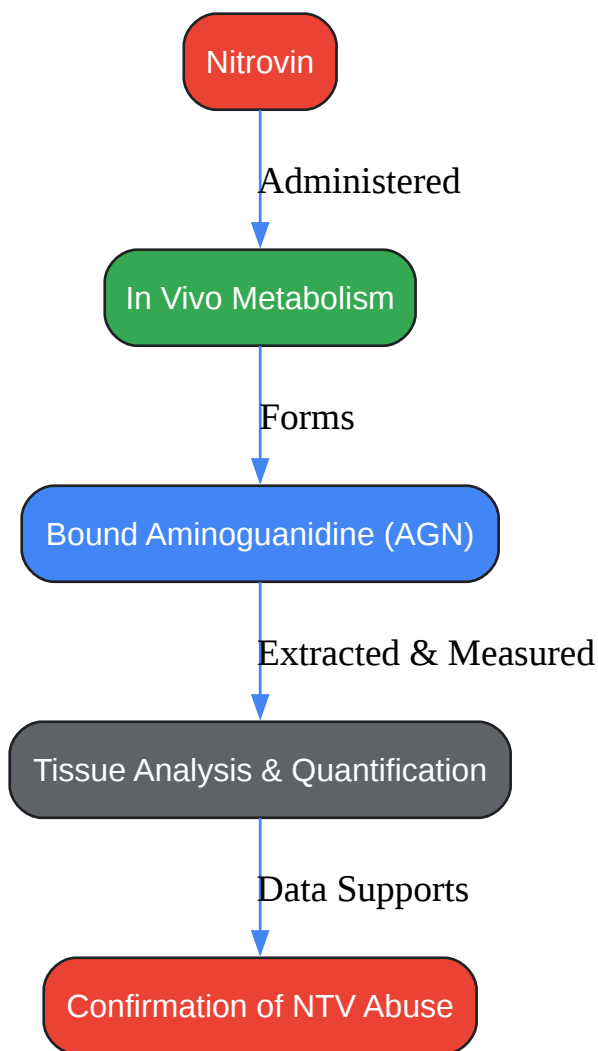 Nitrovin
Administered
In Vivo Metabolism
Forms
Bound Aminoguanidine (AGN)
Extracted & Measured
Tissue Analysis & Quantification
Data Supports
Confirmation of NTV Abuse